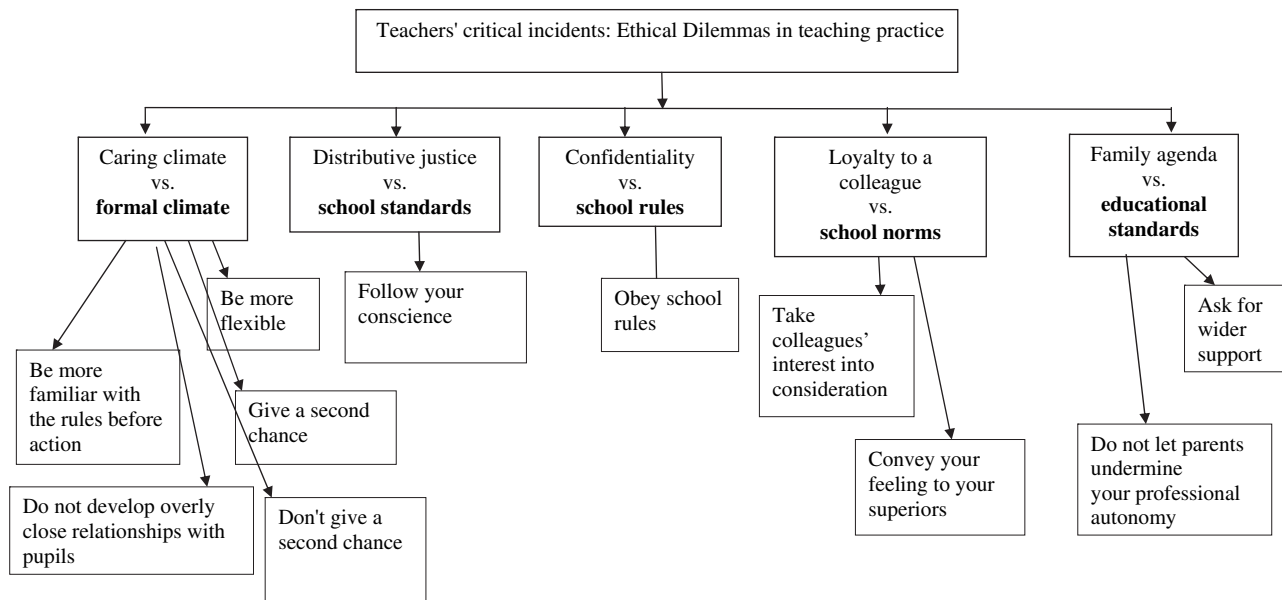 Teachers' critical incidents: Ethical Dilemmas in teaching practice
Caring climate
vs.
formal climate
Distributive justice
vs.
school standards
Confidentiality
vs.
school rules
Loyalty to a
colleague
vs.
school norms
Family agenda
vs.
educational
standards
Be more
familiar with
the rules before
action
Do not develop overly
close relationships with
pupils
Be more
flexible
Give a second
chance
Don't give a
second chance
Follow your
conscience
Obey school
rules
Take
colleagues’
interest into
consideration
Convey your
feeling to your
superiors
Do not let parents
undermine
your professional
autonomy
Ask for
wider
support